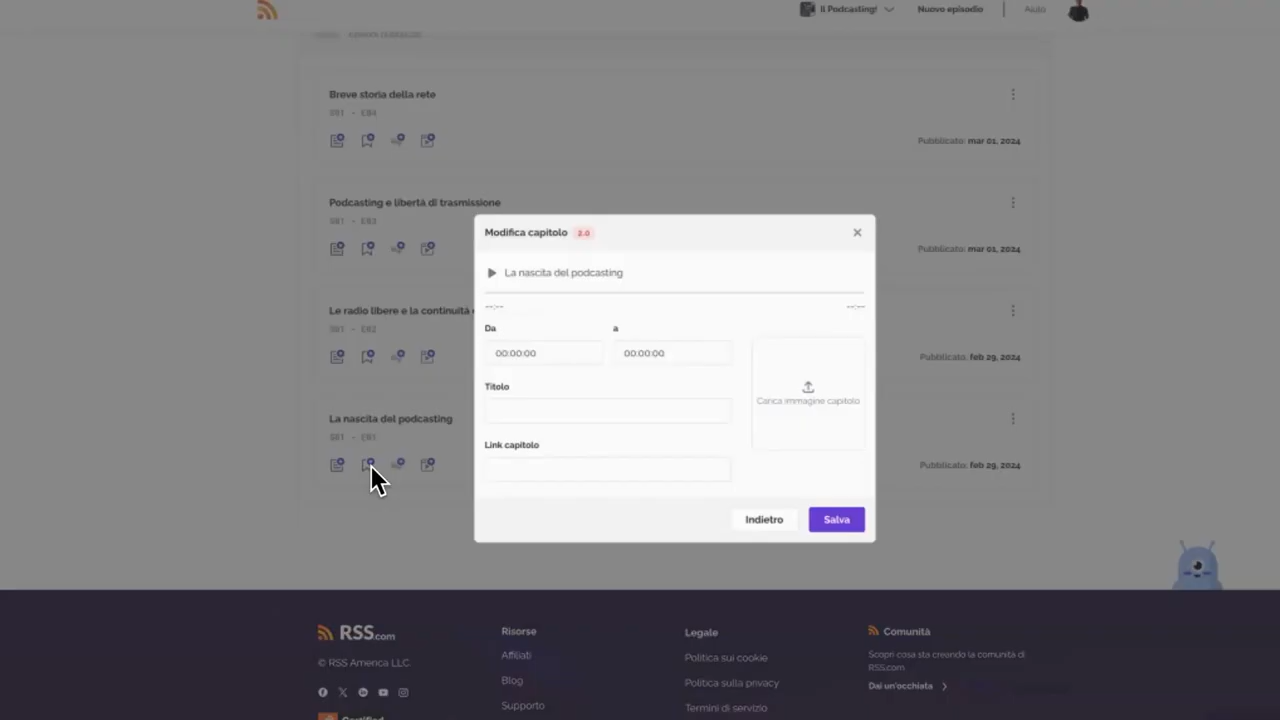 Il Podcasting!
Nuovo episodio
Aiuto
Breve storia della rete
S01 - E04
Pubblicato: mar 01, 2024
Podcasting e libertà di trasmissione
S01 - E03
Pubblicato: mar 01, 2024
Le radio libere e la continuità
S01 - E02
Pubblicato: feb 29, 2024
La nascita del podcasting
S01 - E01
Pubblicato: feb 29, 2024
Modifica capitolo 2.0
La nascita del podcasting
--:-- --:--
Da a
00:00:00 00:00:00
Carica immagine capitolo
Titolo
Link capitolo
Indietro Salva
RSS.com
© RSS America LLC
Certified
Risorse
Affiliati
Blog
Supporto
Legale
Politica sui cookie
Politica sulla privacy
Termini di servizio
Comunità
Scopri cosa sta creando la comunità di
RSS.com
Dai un'occhiata